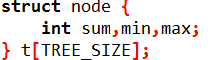 struct node {
    int sum,min,max;
} t[TREE_SIZE];